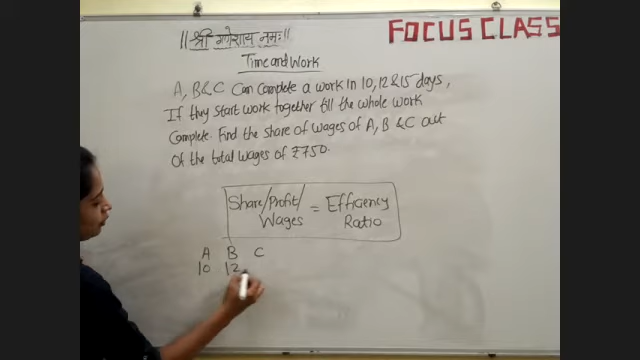 ||श्री गणेशाय नमः||
FOCUS CLASS
Time and Work
A, B & C Can Complete a work in 10, 12 & 15 days,
If they start work together till the whole work
Complete. Find the share of wages of A, B & C out
Of the total wages of ₹750.
Share/Profit/Wages = Efficiency Ratio
A B C
10 12